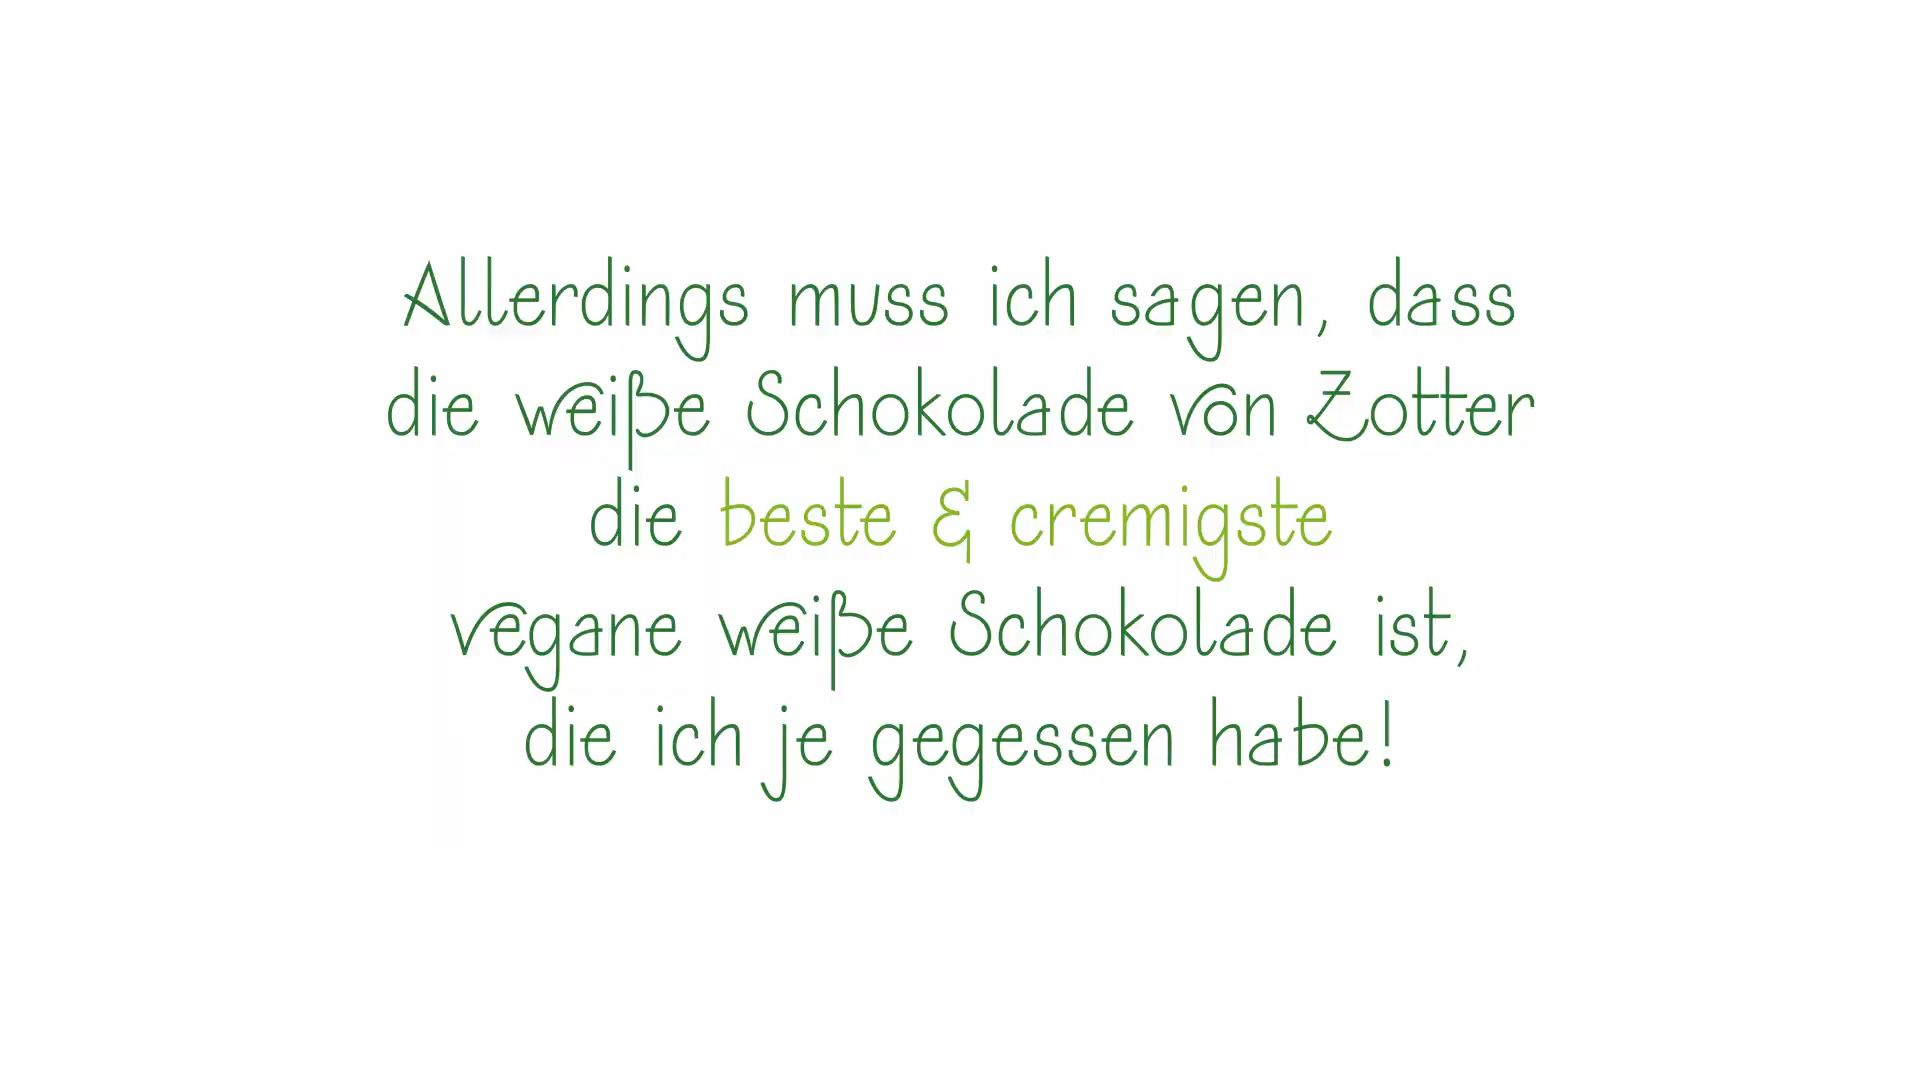 Allerdings muss ich sagen, dass
die weiße Schokolade von Zotter
die beste & cremigste
vegane weiße Schokolade ist,
die ich je gegessen habe!